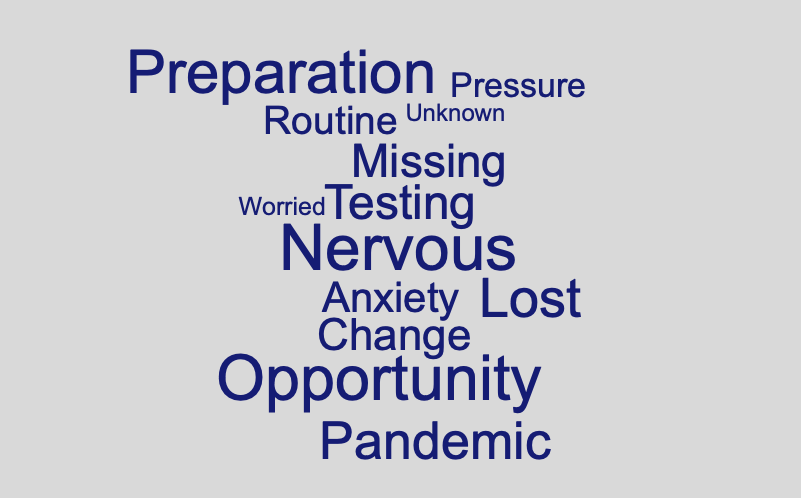 Preparation Pressure
Routine Unknown
Missing
Worried Testing
Nervous
Anxiety Lost
Change
Opportunity
Pandemic